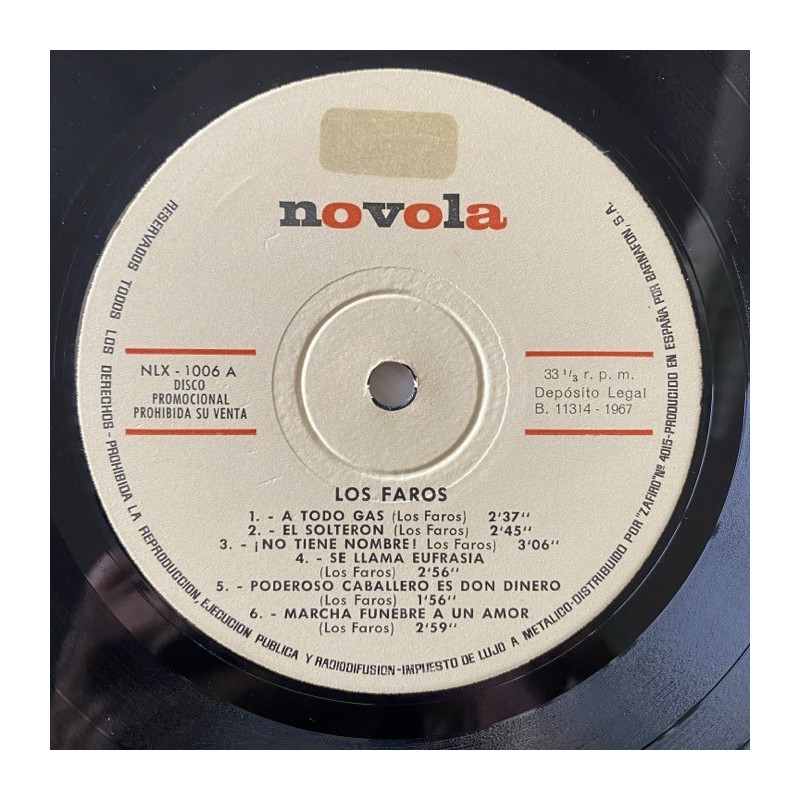 novola
NLX - 1006 A
DISCO
PROMOCIONAL
PROHIBIDA SU VENTA
33 1/3 r. p. m.
Depósito Legal
B. 11314 - 1967
LOS FAROS
1. - A TODO GAS (Los Faros) 2'37"
2. - EL SOLTERON (Los Faros) 2'45"
3. - ¡NO TIENE NOMBRE! Los Faros) 3'06"
4. - SE LLAMA EUFRASIA
(Los Faros) 2'56"
5. - PODEROSO CABALLERO ES DON DINERO
(Los Faros) 1'56"
6. - MARCHA FUNEBRE A UN AMOR
(Los Faros) 2'59"
RESERVADOS TODOS LOS DERECHOS - PROHIBIDA LA REPRODUCCION, EJECUCION PUBLICA Y RADIODIFUSION-IMPUESTO DE LUJO A METALICO-DISTRIBUIDO POR "ZAFIRO" Nº 4015-PRODUCIDO EN ESPAÑA POR BARNAFON, S.A.